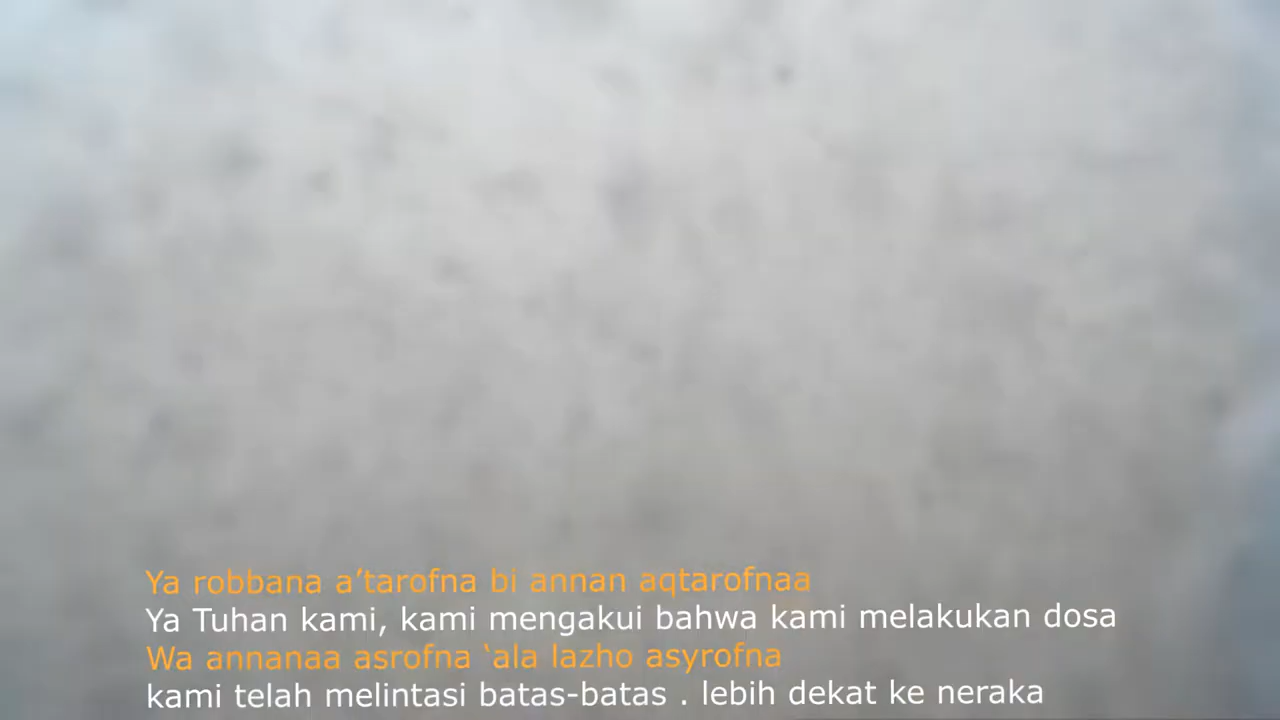 Ya robbana a’tarofna bi annan aqtarofnaa
Ya Tuhan kami, kami mengakui bahwa kami melakukan dosa
Wa annanaa asrofna ‘ala lazho asyrofna
kami telah melintasi batas-batas . lebih dekat ke neraka